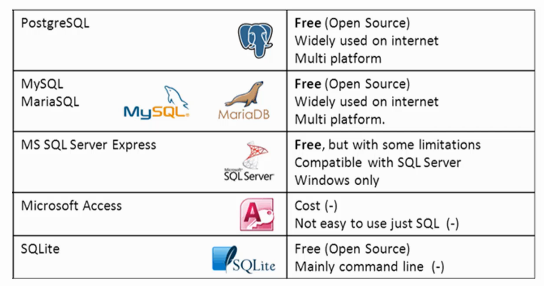 PostgreSQL
Free (Open Source)
Widely used on internet
Multi platform
MySQL
MariaSQL
MySQL
MariaDB
Free (Open Source)
Widely used on internet
Multi platform.
MS SQL Server Express
Microsoft
SQL Server
Free, but with some limitations
Compatible with SQL Server
Windows only
Microsoft Access
A
Cost (-)
Not easy to use just SQL (-)
SQLite
SQLite
Free (Open Source)
Mainly command line (-)